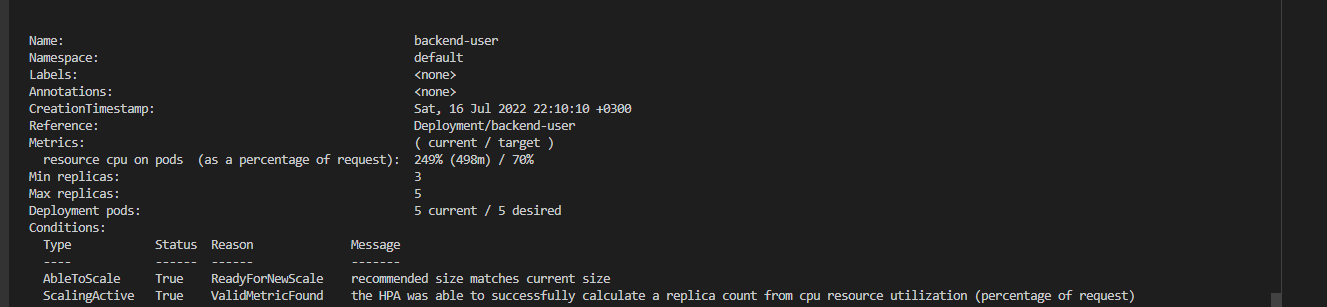 Name: backend-user
Namespace: default
Labels: <none>
Annotations: <none>
CreationTimestamp: Sat, 16 Jul 2022 22:10:10 +0300
Reference: Deployment/backend-user
Metrics: ( current / target )
resource cpu on pods (as a percentage of request): 249% (498m) / 70%
Min replicas: 3
Max replicas: 5
Deployment pods: 5 current / 5 desired
Conditions:
Type Status Reason Message
---- ------ ------ -------
AbleToScale True ReadyForNewScale recommended size matches current size
ScalingActive True ValidMetricFound the HPA was able to successfully calculate a replica count from cpu resource utilization (percentage of request)